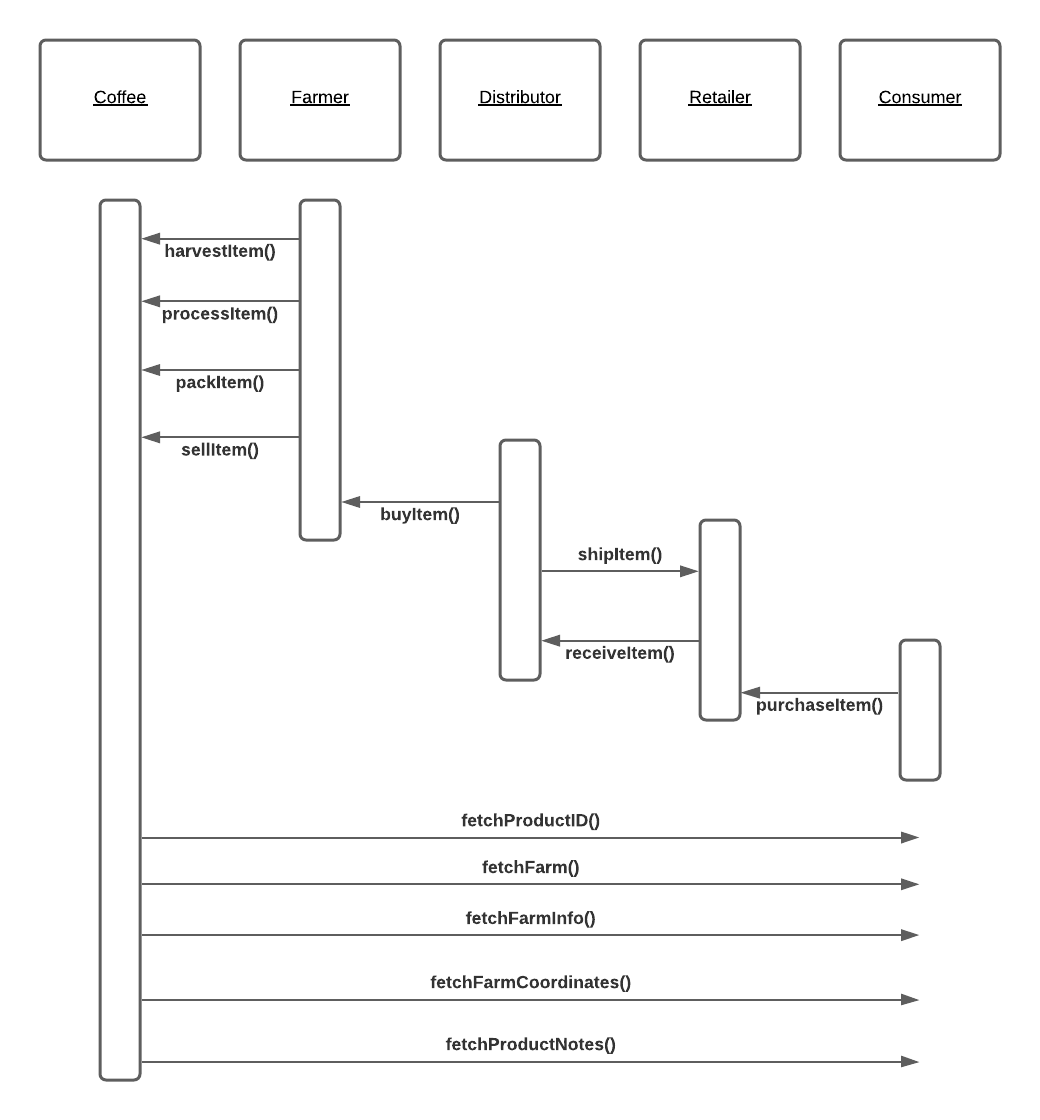 Coffee
Farmer
Distributor
Retailer
Consumer
harvestItem()
processItem()
packItem()
sellItem()
buyItem()
shipItem()
receiveItem()
purchaseItem()
fetchProductID()
fetchFarm()
fetchFarmInfo()
fetchFarmCoordinates()
fetchProductNotes()